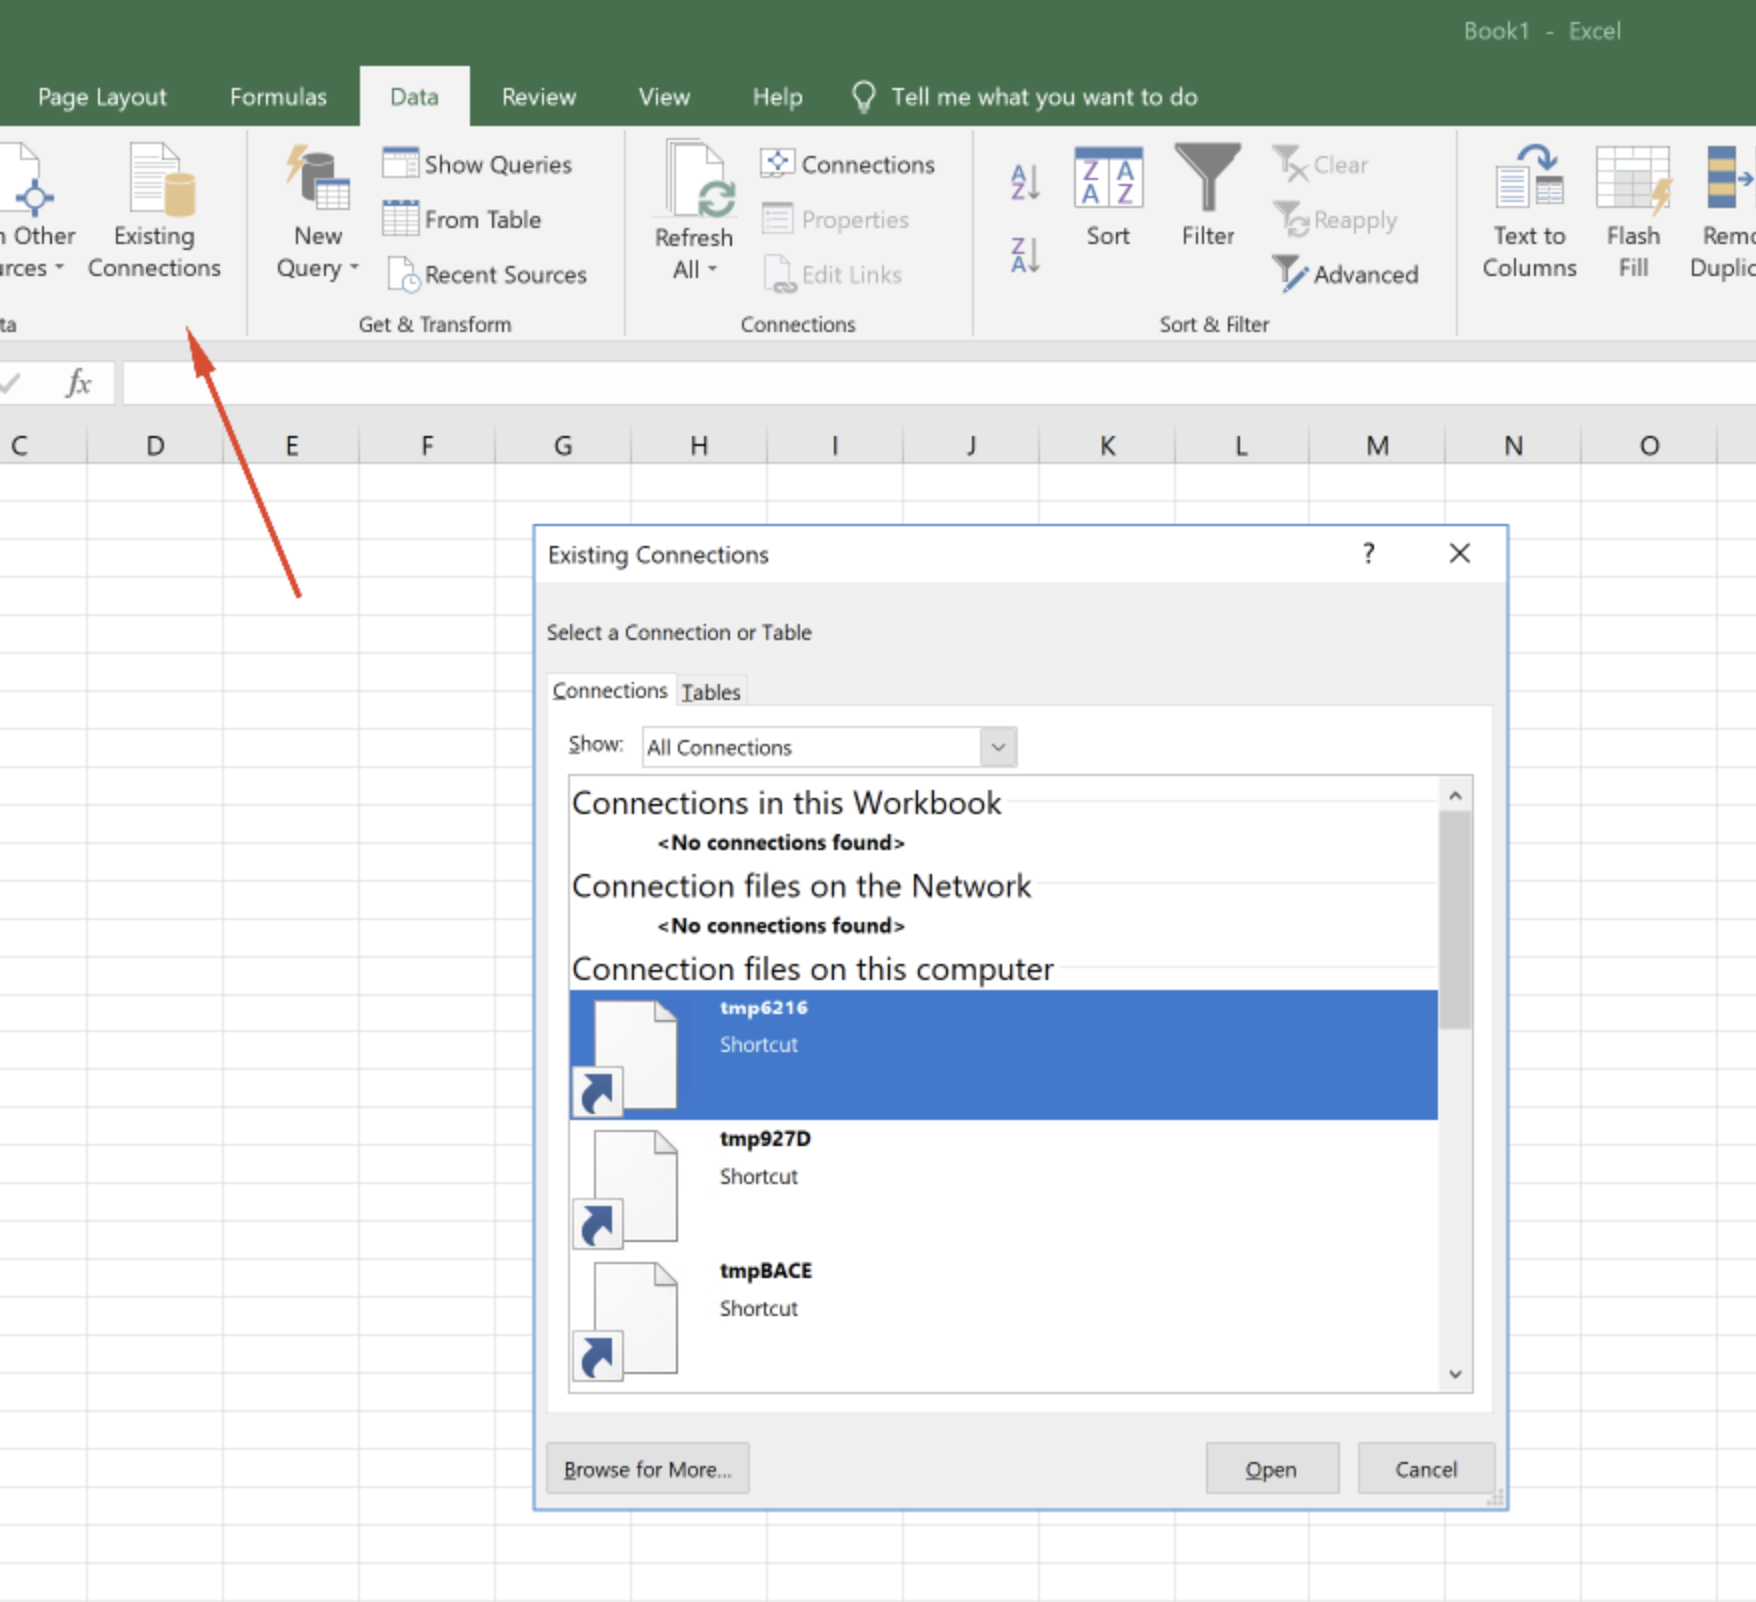 Book1 - Excel
Page Layout Formulas Data Review View Help Tell me what you want to do
Other
Existing
Connections
New
Query
Show Queries
From Table
Recent Sources
Get & Transform
Refresh
All
Connections
Properties
Edit Links
Connections
A
Z
Z
A
Z A
A Z
Sort
Filter
Clear
Reapply
Advanced
Sort & Filter
Text to
Columns
Flash
Fill
fx
C D E F G H I J K L M N O
Existing Connections ?
Select a Connection or Table
Connections Tables
Show: All Connections
Connections in this Workbook
<No connections found>
Connection files on the Network
<No connections found>
Connection files on this computer
tmp6216
Shortcut
tmp927D
Shortcut
tmpBACE
Shortcut
Browse for More... Open Cancel